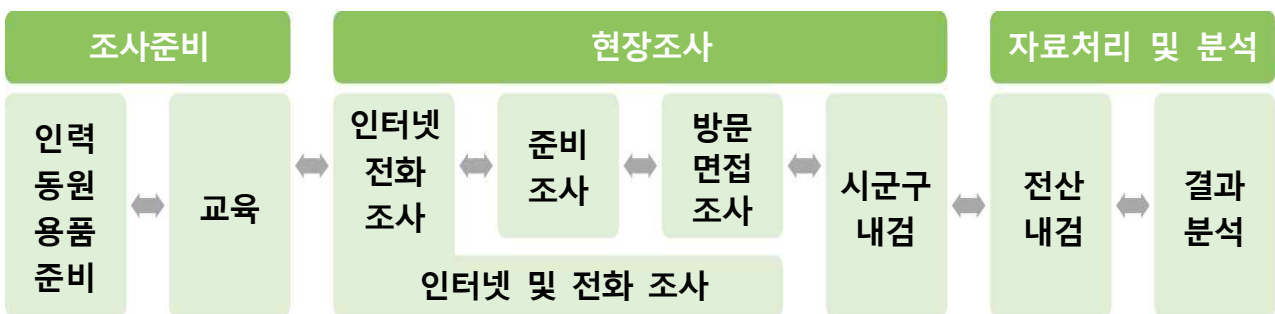 조사준비
현장조사
자료처리 및 분석
인력
동원
용품
준비
교육
인터넷
전화
조사
준비
조사
방문
면접
조사
인터넷 및 전화 조사
시군구
내검
전산
내검
결과
분석